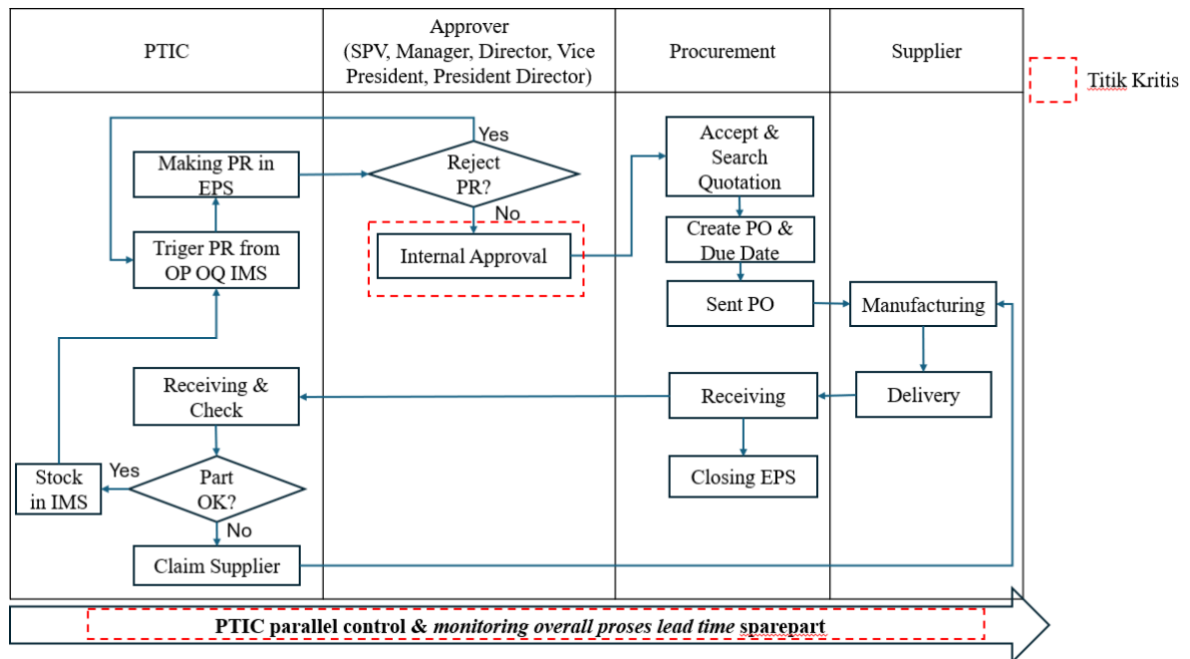 PTIC
Approver
(SPV, Manager, Director, Vice
President, President Director)
Procurement
Supplier
Titik Kritis
Yes
Making PR in
EPS
Reject
PR?
No
Accept &
Search
Quotation
Triger PR from
OP OQ IMS
Internal Approval
Create PO &
Due Date
Sent PO
Manufacturing
Receiving &
Check
Receiving
Delivery
Stock
in IMS
Yes
Part
OK?
No
Closing EPS
Claim Supplier
PTIC parallel control & monitoring overall proses lead time sparepart